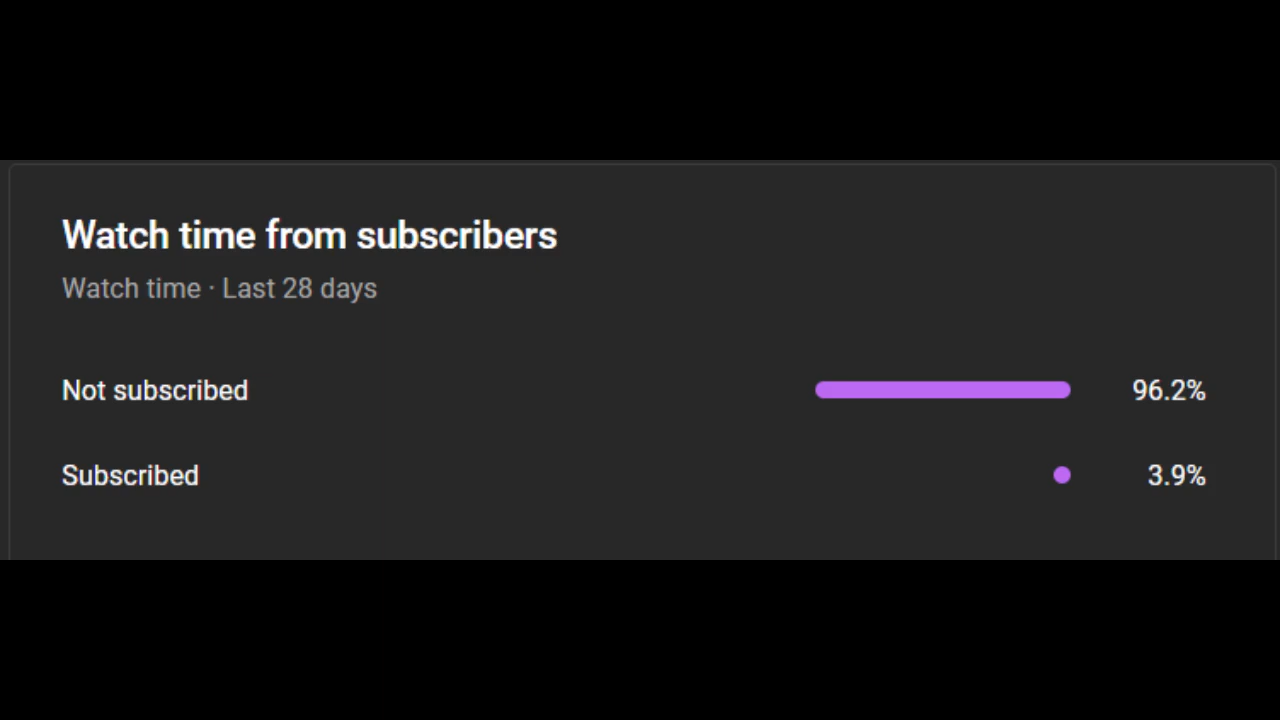 Watch time from subscribers
Watch time · Last 28 days
Not subscribed 96.2%
Subscribed 3.9%